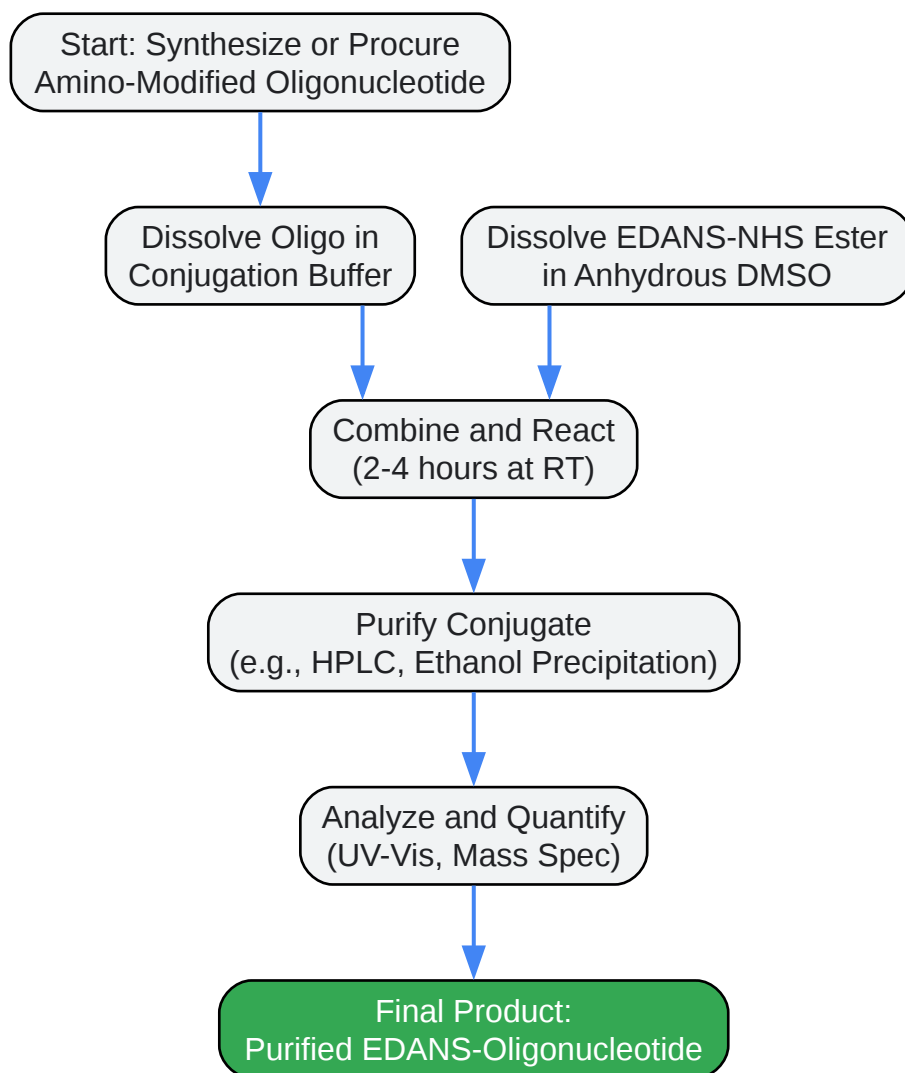 Start: Synthesize or Procure
Amino-Modified Oligonucleotide
Dissolve Oligo in
Conjugation Buffer
Dissolve EDANS-NHS Ester
in Anhydrous DMSO
Combine and React
(2-4 hours at RT)
Purify Conjugate
(e.g., HPLC, Ethanol Precipitation)
Analyze and Quantify
(UV-Vis, Mass Spec)
Final Product:
Purified EDANS-Oligonucleotide